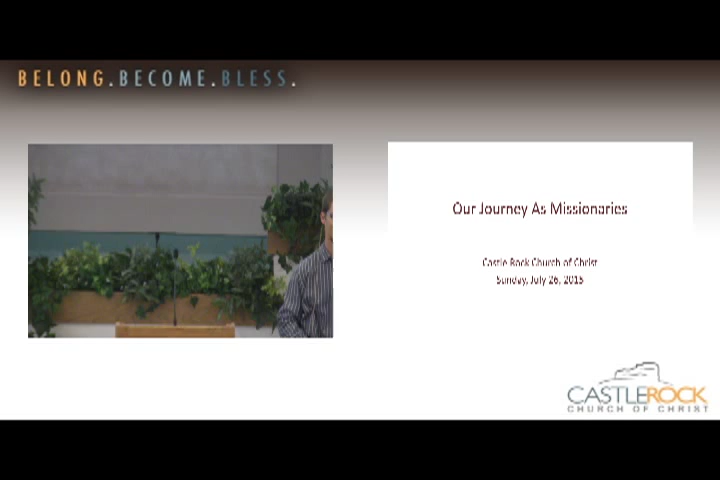 BELONG.BECOME.BLESS.
Our Journey As Missionaries
Castle Rock Church of Christ
Sunday, July 26, 2015
CASTLEROCK
CHURCH OF CHRIST